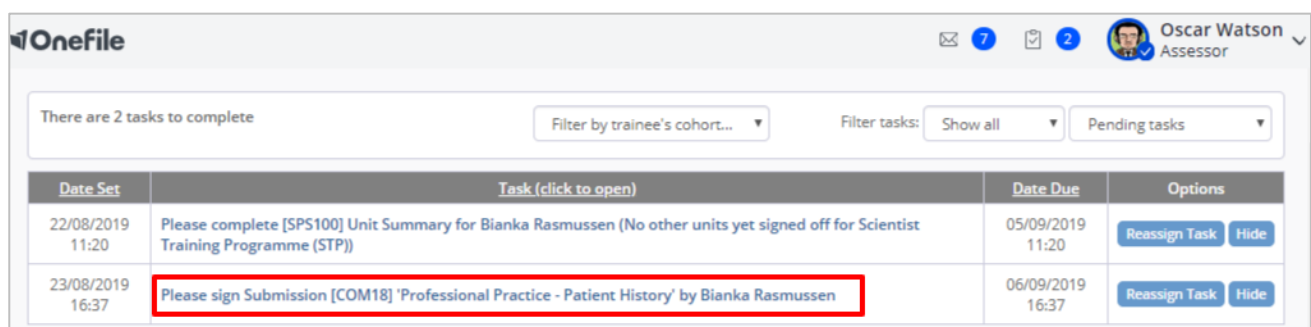 OneFile
7
2
Oscar Watson
Assessor
There are 2 tasks to complete
Filter by trainee's cohort...
Filter tasks:
Show all
Pending tasks
Date Set
Task (click to open)
Date Due
Options
22/08/2019
11:20
Please complete [SPS100] Unit Summary for Bianka Rasmussen (No other units yet signed off for Scientist
Training Programme (STP))
05/09/2019
11:20
Reassign Task
Hide
23/08/2019
16:37
Please sign Submission [COM18] 'Professional Practice - Patient History' by Bianka Rasmussen
06/09/2019
16:37
Reassign Task
Hide